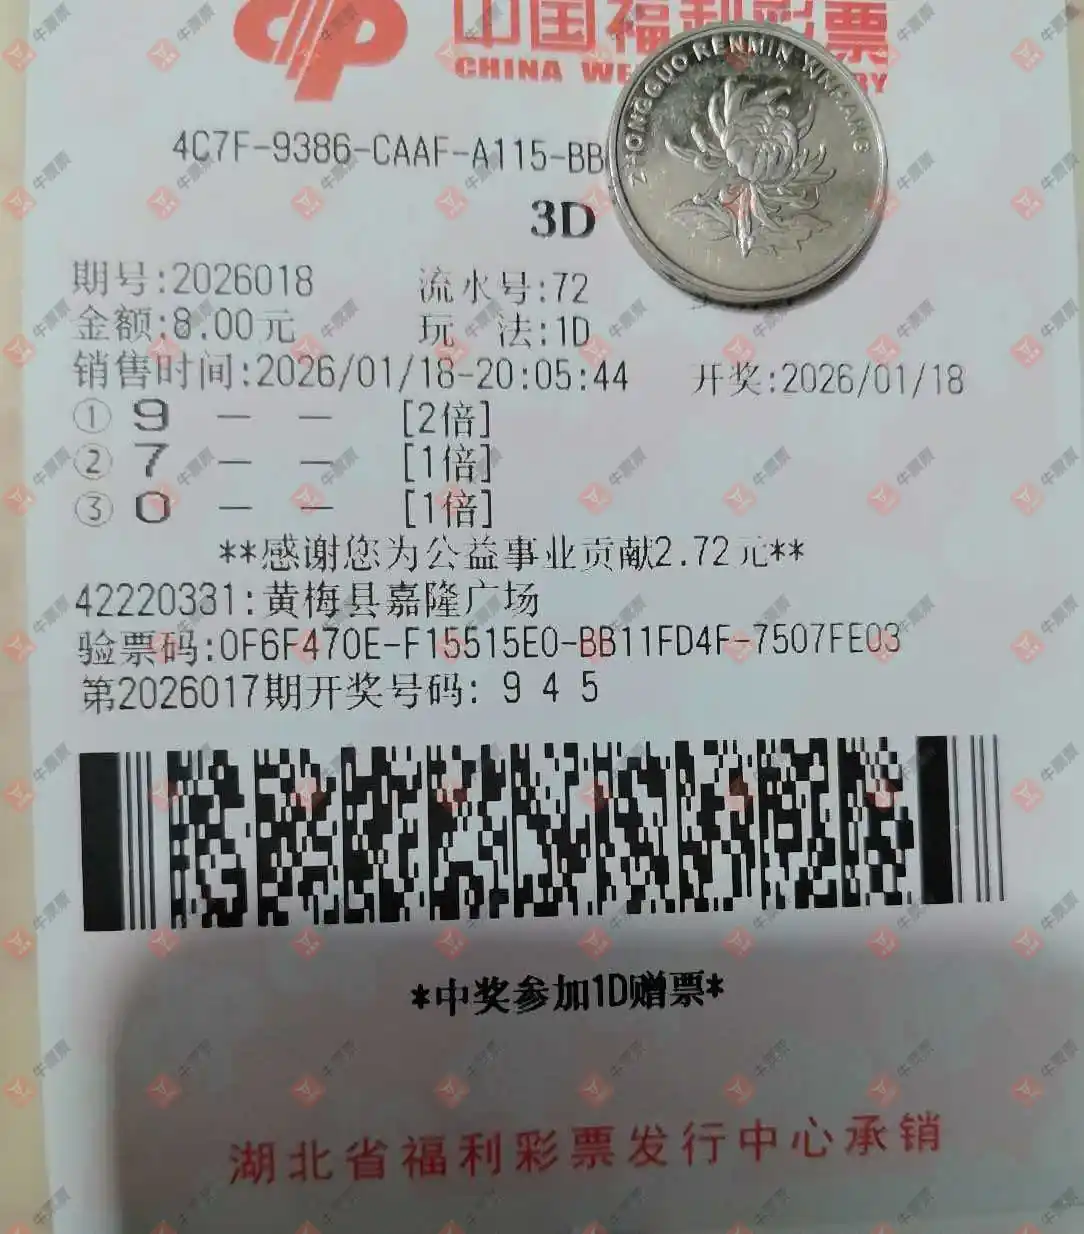 中国福利彩票
CHINA WE RY
4C7F-9386-CAAF-A115-BB
ZHONGGUO RENMIN YINHANG
3D
期号:2026018 流水号:72
金额:8.00元 玩 法:1D
销售时间:2026/01/18-20:05:44 开奖:2026/01/18
① 9 — — [2倍]
② 7 — — [1倍]
③ 0 — — [1倍]
**感谢您为公益事业贡献2.72元**
42220331:黄梅县嘉隆广场
验票码:0F6F470E-F15515E0-BB11FD4F-7507FE03
第2026017期开奖号码: 9 4 5
*中奖参加1D赠票*
湖北省福利彩票发行中心承销
牛票票